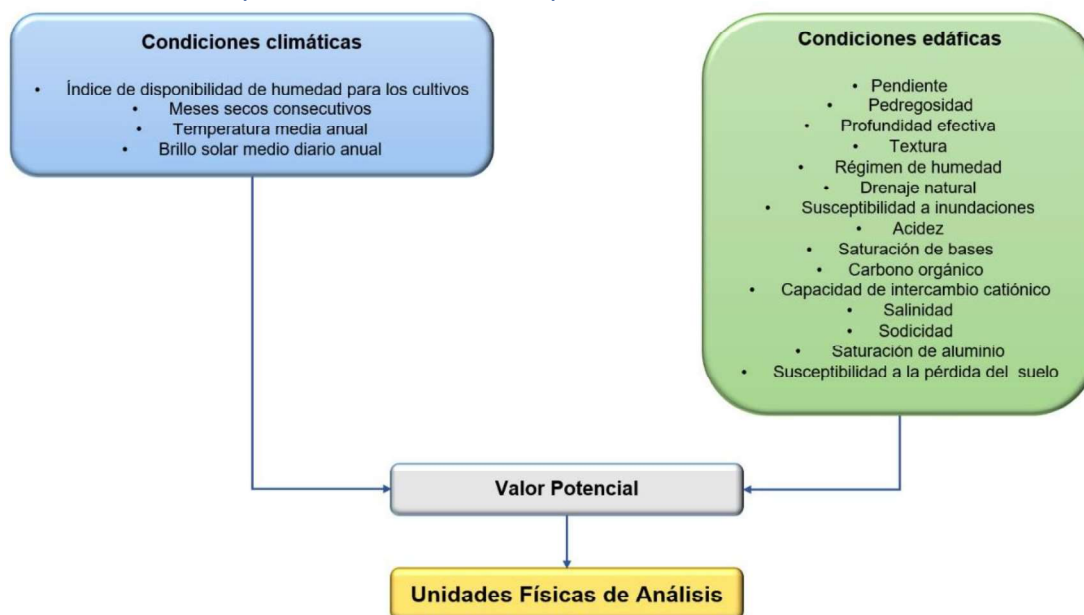 Condiciones climáticas
• Índice de disponibilidad de humedad para los cultivos
• Meses secos consecutivos
• Temperatura media anual
• Brillo solar medio diario anual
Condiciones edáficas
• Pendiente
• Pedregosidad
• Profundidad efectiva
• Textura
• Régimen de humedad
• Drenaje natural
• Susceptibilidad a inundaciones
• Acidez
• Saturación de bases
• Carbono orgánico
• Capacidad de intercambio catiónico
• Salinidad
• Sodicidad
• Saturación de aluminio
• Susceptibilidad a la pérdida del suelo
Valor Potencial
Unidades Físicas de Análisis